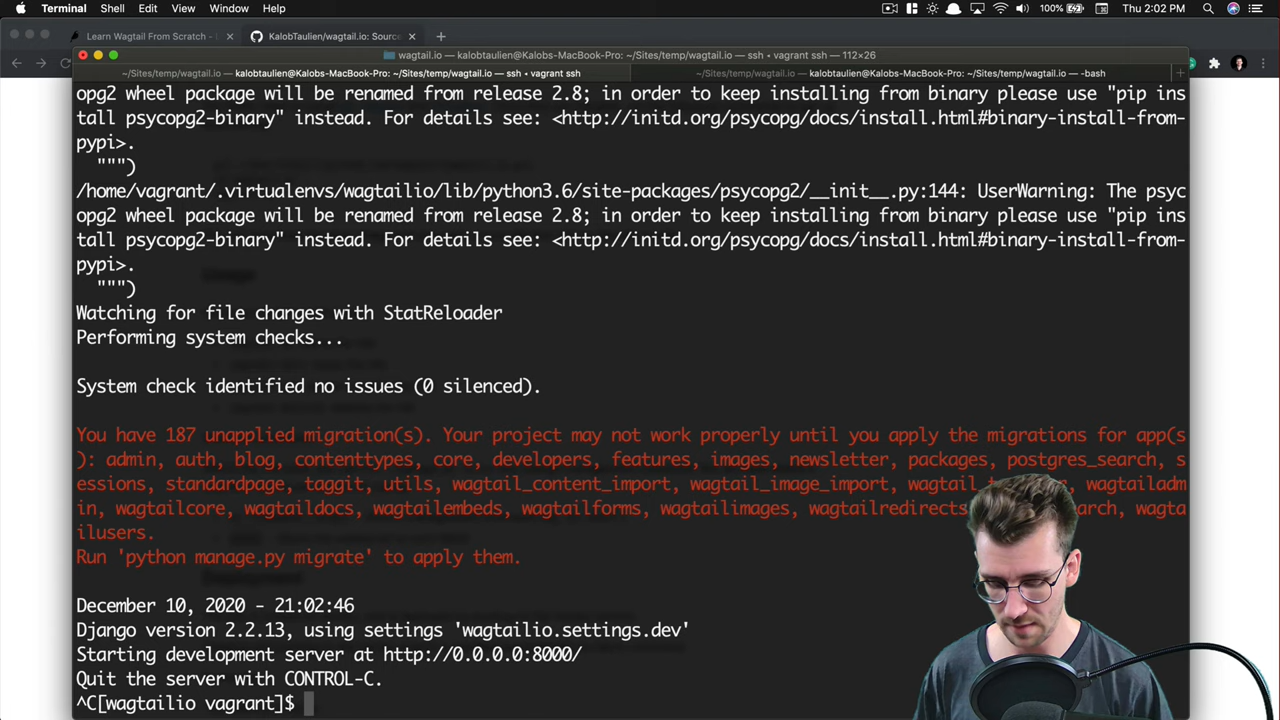 Terminal Shell Edit View Window Help 100% Thu 2:02 PM
Learn Wagtail From Scratch - KalobTaulien/wagtail.io: Sourc
wagtail.io — kalobtaulien@Kalobs-MacBook-Pro: ~/Sites/temp/wagtail.io — ssh • vagrant ssh — 112×26
~/Sites/temp/wagtail.io — kalobtaulien@Kalobs-MacBook-Pro: ~/Sites/temp/wagtail.io — ssh • vagrant ssh
~/Sites/temp/wagtail.io — kalobtaulien@Kalobs-MacBook-Pro: ~/Sites/temp/wagtail.io — -bash
opg2 wheel package will be renamed from release 2.8; in order to keep installing from binary please use "pip ins
tall psycopg2-binary" instead. For details see: <http://initd.org/psycopg/docs/install.html#binary-install-from-
pypi>.
""")
/home/vagrant/.virtualenvs/wagtailio/lib/python3.6/site-packages/psycopg2/__init__.py:144: UserWarning: The psyc
opg2 wheel package will be renamed from release 2.8; in order to keep installing from binary please use "pip ins
tall psycopg2-binary" instead. For details see: <http://initd.org/psycopg/docs/install.html#binary-install-from-
pypi>.
""")
Watching for file changes with StatReloader
Performing system checks...
System check identified no issues (0 silenced).
You have 187 unapplied migration(s). Your project may not work properly until you apply the migrations for app(s
): admin, auth, blog, contenttypes, core, developers, features, images, newsletter, packages, postgres_search, s
essions, standardpage, taggit, utils, wagtail_content_import, wagtail_image_import, wagtail wagtailadm
in, wagtailcore, wagtaildocs, wagtailembeds, wagtailforms, wagtailimages, wagtailredirects arch, wagta
ilusers.
Run 'python manage.py migrate' to apply them.
December 10, 2020 - 21:02:46
Django version 2.2.13, using settings 'wagtailio.settings.dev'
Starting development server at http://0.0.0.0:8000/
Quit the server with CONTROL-C.
^C[wagtailio vagrant]$